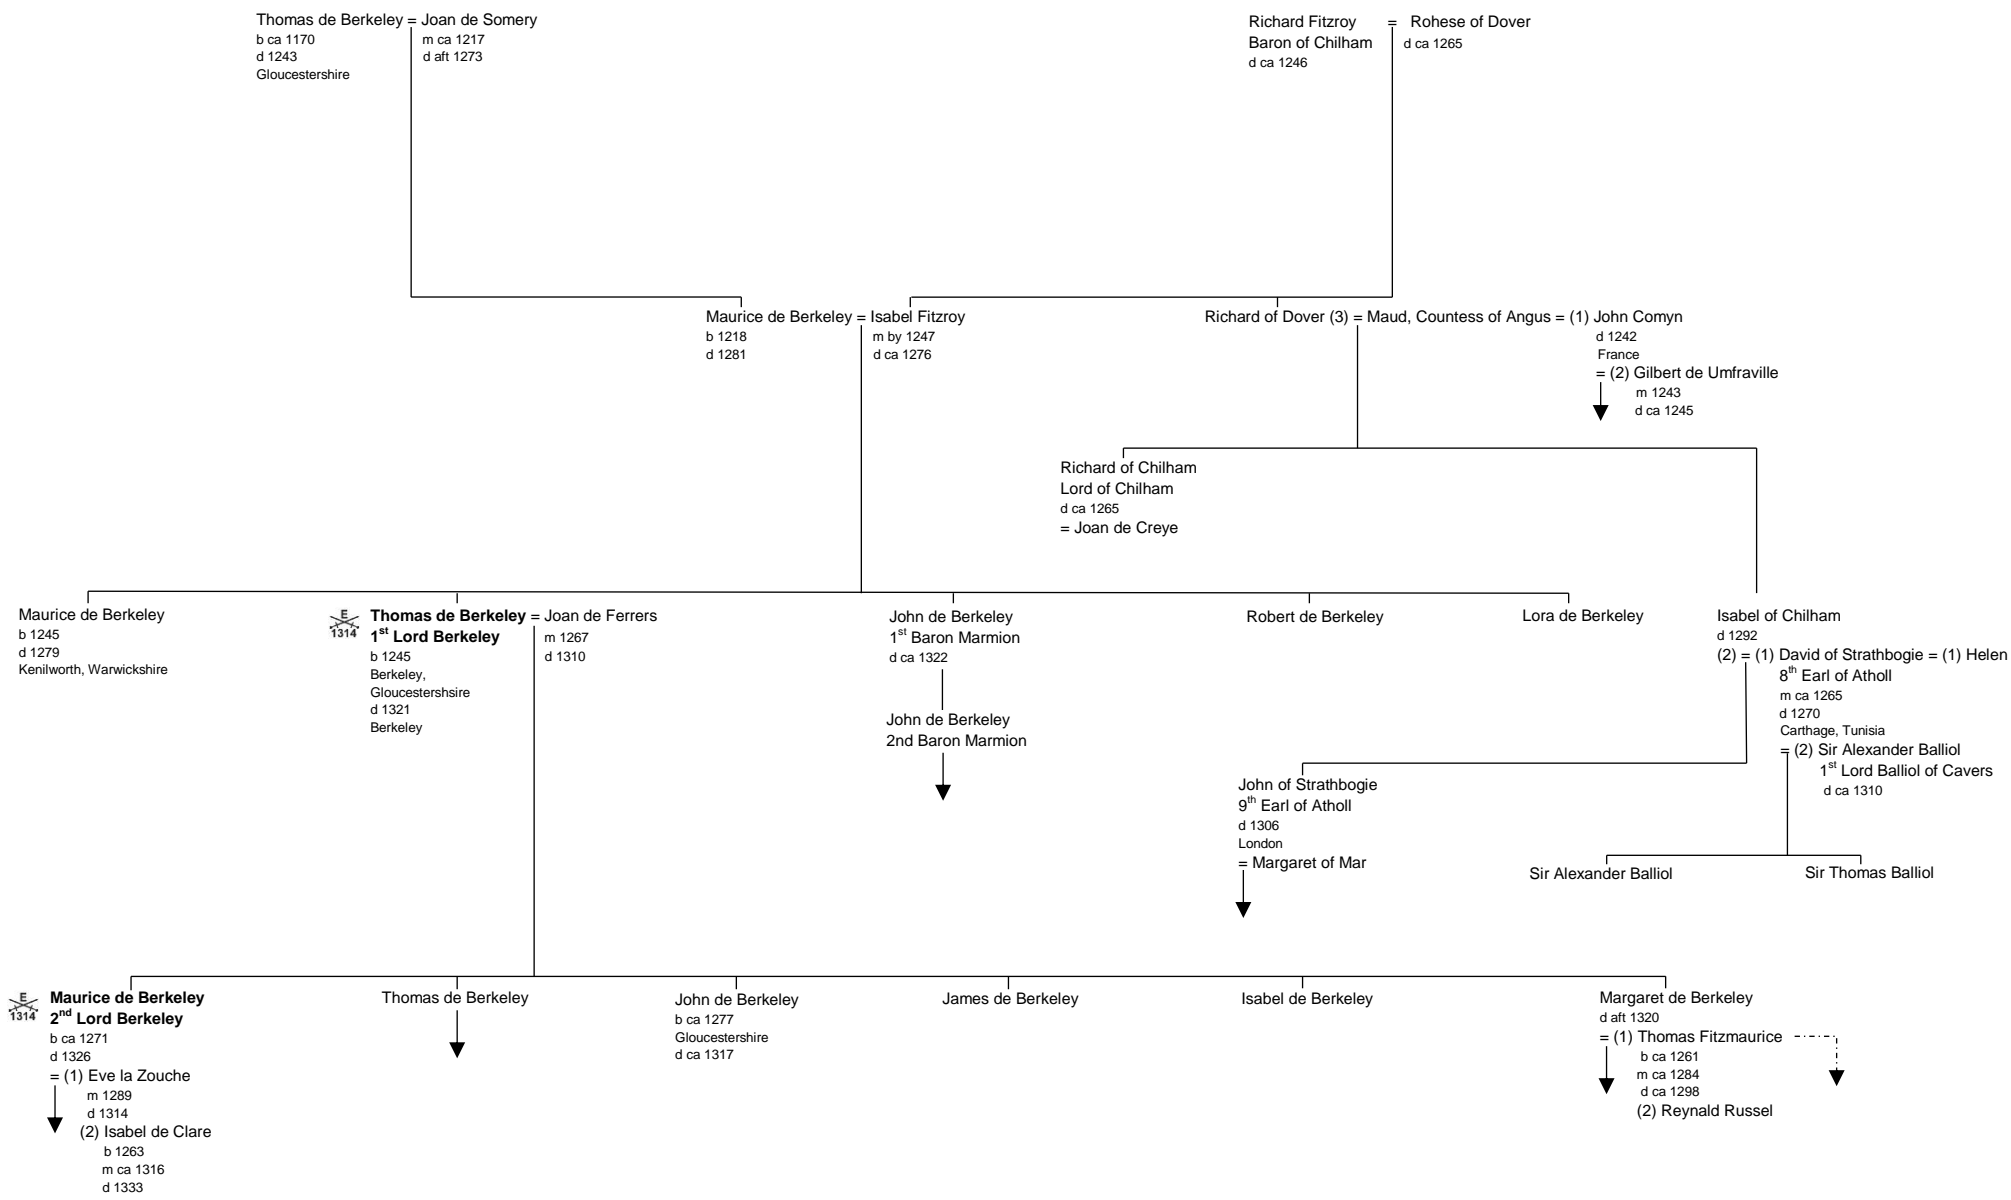 Thomas de Berkeley = Joan de Somery
b ca 1170
d 1243
Gloucestershire
m ca 1217
d aft 1273
Richard Fitzroy = Rohese of Dover
Baron of Chilham
d ca 1246
d ca 1265
Maurice de Berkeley = Isabel Fitzroy
b 1218
d 1281
m by 1247
d ca 1276
Richard of Dover (3) = Maud, Countess of Angus = (1) John Comyn
d 1242
France
= (2) Gilbert de Umfraville
m 1243
d ca 1245
Richard of Chilham
Lord of Chilham
d ca 1265
= Joan de Creye
Maurice de Berkeley
b 1245
d 1279
Kenilworth, Warwickshire
E
1314
Thomas de Berkeley = Joan de Ferrers
1st Lord Berkeley
b 1245
Berkeley,
Gloucestershsire
d 1321
Berkeley
m 1267
d 1310
John de Berkeley
1st Baron Marmion
d ca 1322
John de Berkeley
2nd Baron Marmion
Robert de Berkeley
Lora de Berkeley
Isabel of Chilham
d 1292
(2) = (1) David of Strathbogie = (1) Helen
8th Earl of Atholl
m ca 1265
d 1270
Carthage, Tunisia
= (2) Sir Alexander Balliol
1st Lord Balliol of Cavers
d ca 1310
John of Strathbogie
9th Earl of Atholl
d 1306
London
= Margaret of Mar
Sir Alexander Balliol
Sir Thomas Balliol
E
1314
Maurice de Berkeley
2nd Lord Berkeley
b ca 1271
d 1326
= (1) Eve la Zouche
m 1289
d 1314
(2) Isabel de Clare
b 1263
m ca 1316
d 1333
Thomas de Berkeley
John de Berkeley
b ca 1277
Gloucestershire
d ca 1317
James de Berkeley
Isabel de Berkeley
Margaret de Berkeley
d aft 1320
= (1) Thomas Fitzmaurice
b ca 1261
m ca 1284
d ca 1298
(2) Reynald Russel